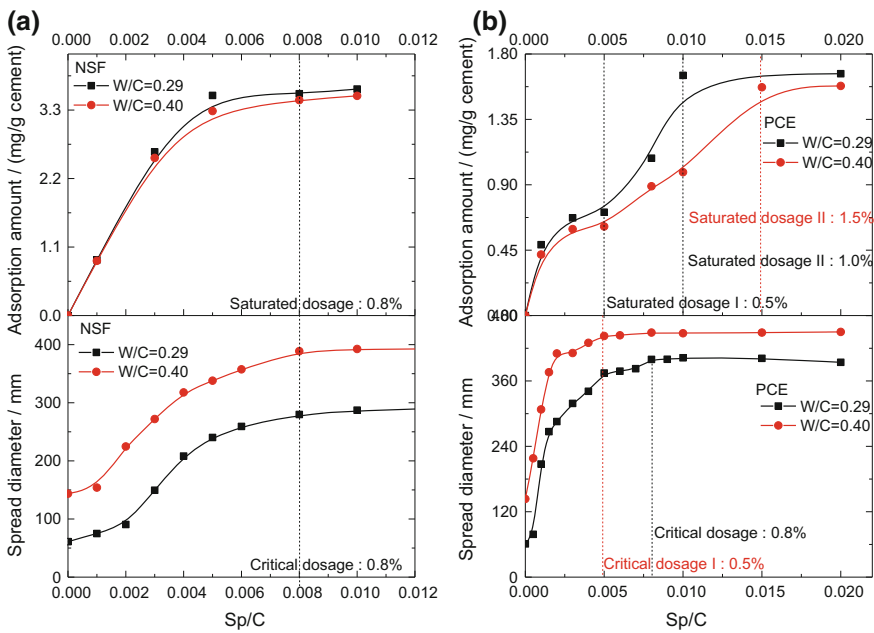 (a)
0.000 0.002 0.004 0.006 0.008 0.010 0.012
NSF
W/C=0.29
W/C=0.40
Adsorption amount / (mg/g cement)
3.3
2.2
1.1
0.0
Saturated dosage : 0.8%
NSF
W/C=0.29
W/C=0.40
Spread diameter / mm
400
300
200
100
0
Critical dosage : 0.8%
0.000 0.002 0.004 0.006 0.008 0.010 0.012
Sp/C
(b)
0.000 0.005 0.010 0.015 0.020
Adsorption amount / (mg/g cement)
1.80
1.35
0.90
0.45
PCE
W/C=0.29
W/C=0.40
Saturated dosage II : 1.5%
Saturated dosage II : 1.0%
Saturated dosage I : 0.5%
Spread diameter / mm
360
240
120
0
PCE
W/C=0.29
W/C=0.40
Critical dosage : 0.8%
Critical dosage I : 0.5%
0.000 0.005 0.010 0.015 0.020
Sp/C